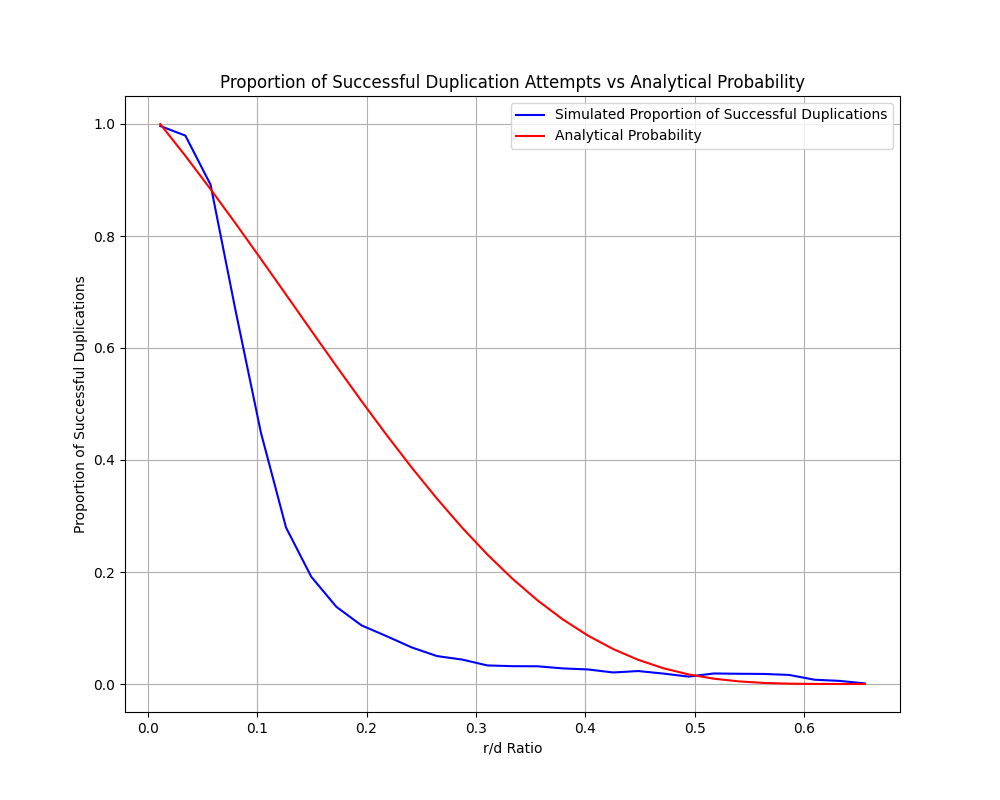 Proportion of Successful Duplication Attempts vs Analytical Probability
Simulated Proportion of Successful Duplications
Analytical Probability
Proportion of Successful Duplications
1.0
0.8
0.6
0.4
0.2
0.0
0.0 0.1 0.2 0.3 0.4 0.5 0.6
r/d Ratio